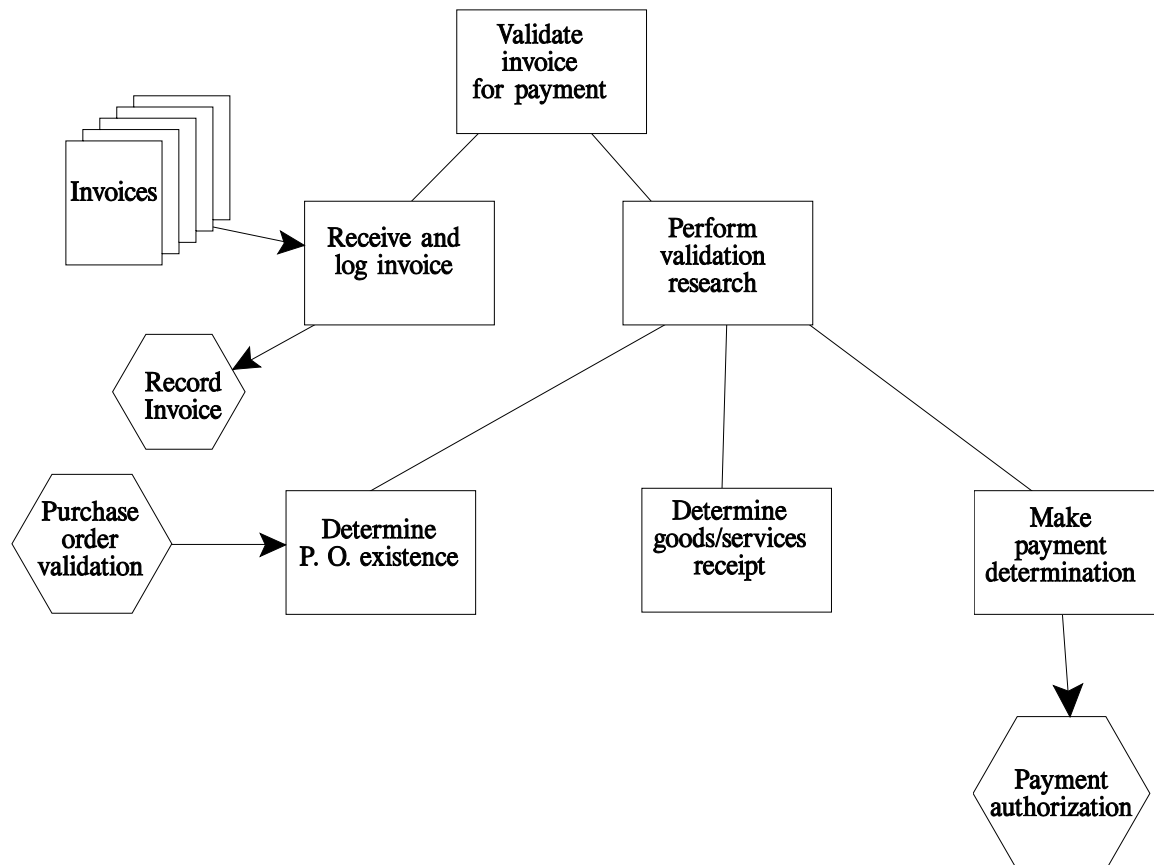 Validate
invoice
for payment
Invoices
Receive and
log invoice
Perform
validation
research
Record
Invoice
Purchase
order
validation
Determine
P. O. existence
Determine
goods/services
receipt
Make
payment
determination
Payment
authorization